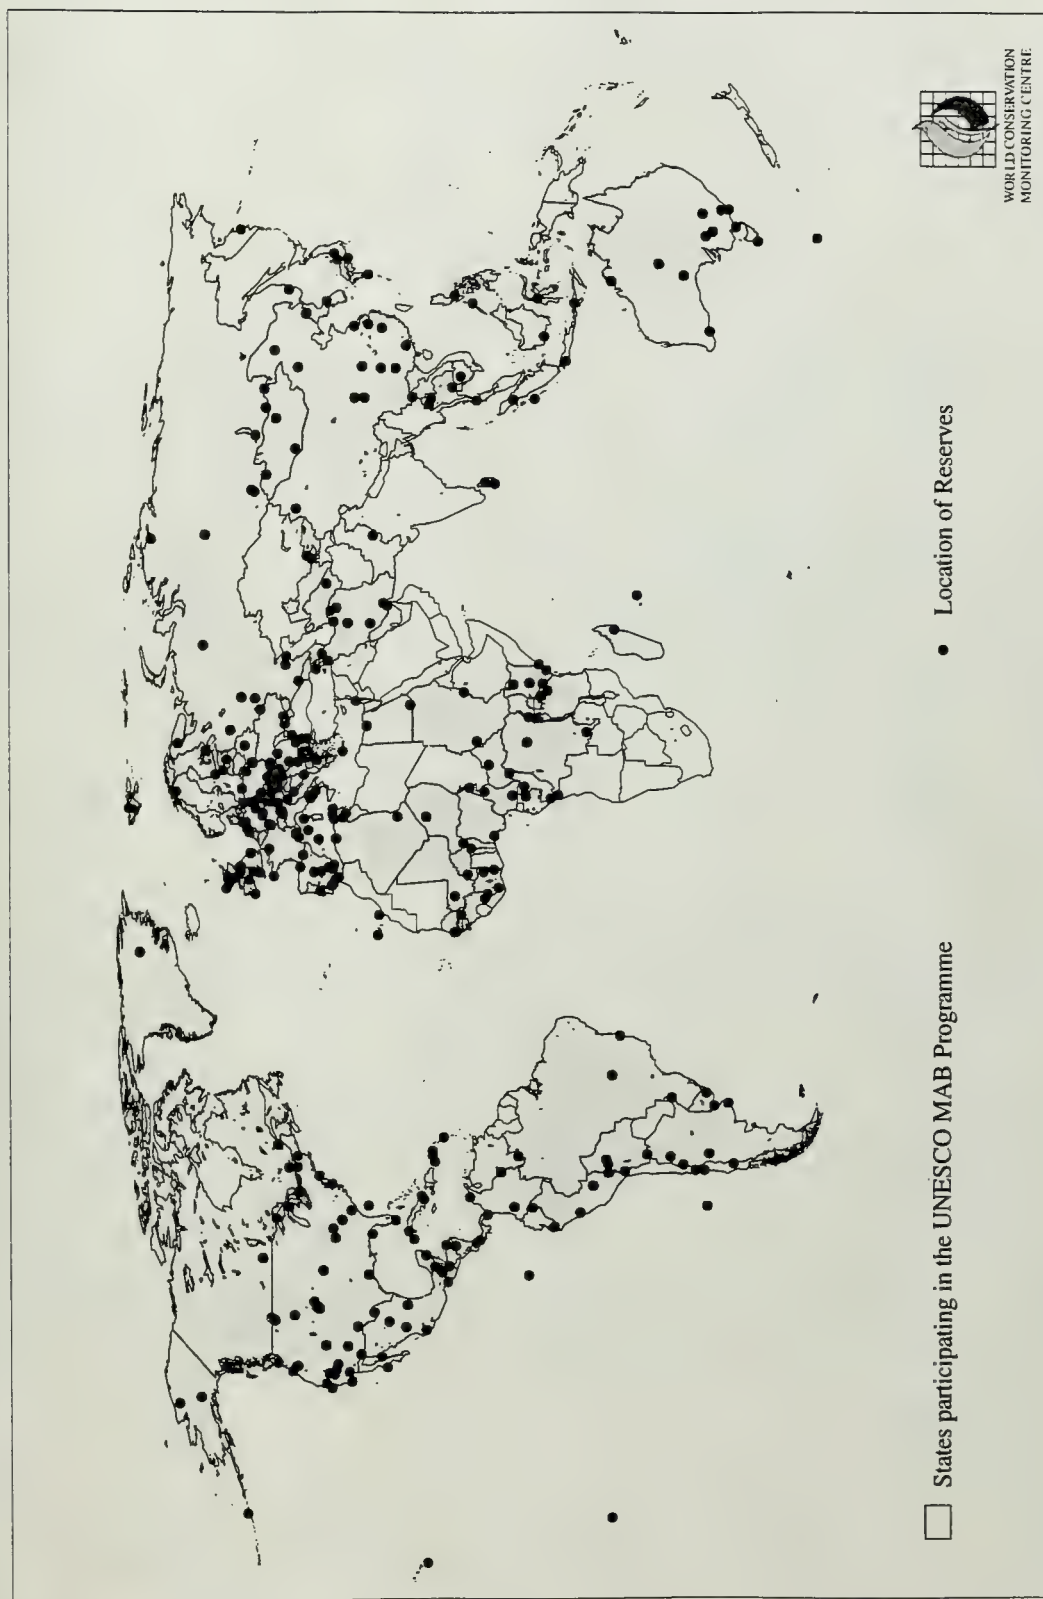 States participating in the UNESCO MAB Programme
Location of Reserves
WORLD CONSERVATION
MONITORING CENTRE